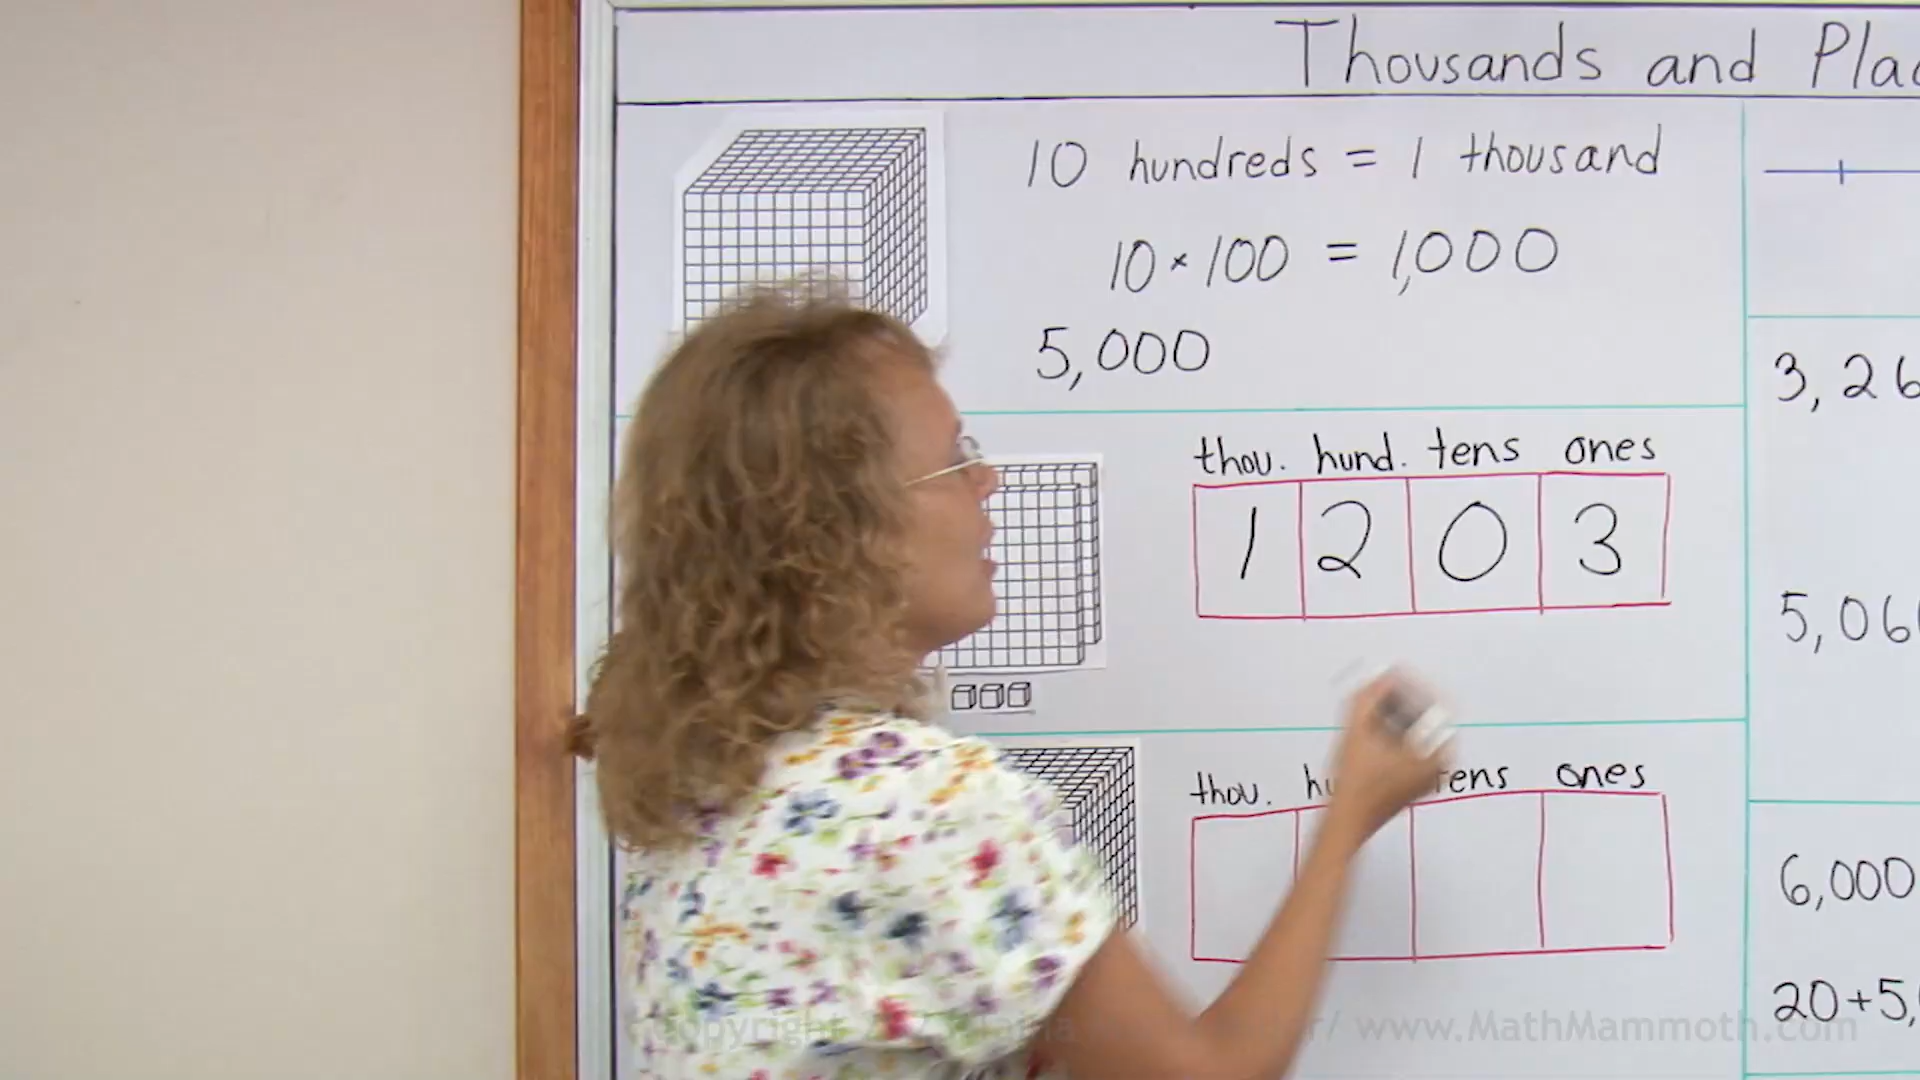 Thousands and
10 hundreds = 1 thousand
10 × 100 = 1,000
5,000
thou. hund. tens ones
1 2 0 3
thou. tens ones
3,26
5,06
6,000
20+5,
Copyright
www.MathMammoth.com